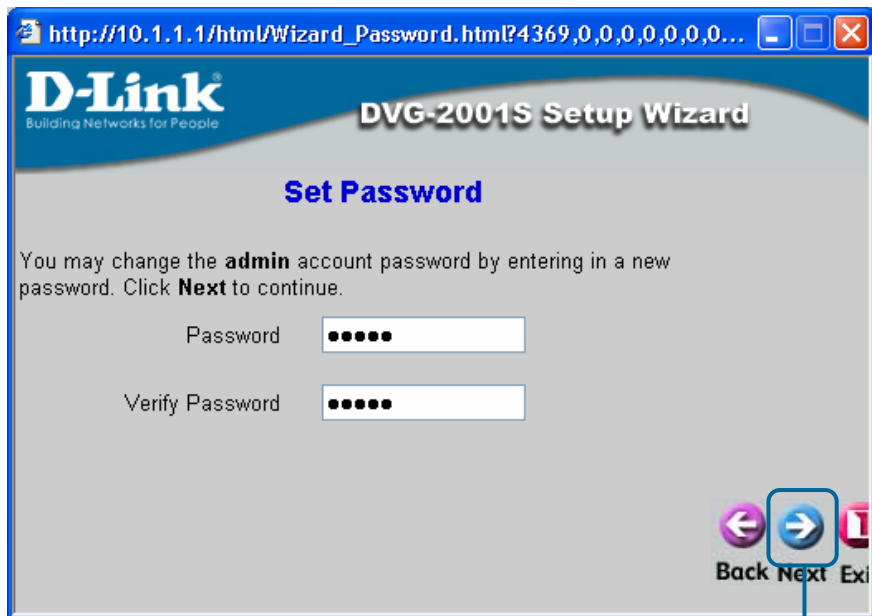 http://10.1.1.1/html/Wizard_Password.html?4369,0,0,0,0,0,0,0...
D-Link
Building Networks for People
DVG-2001S Setup Wizard
Set Password
You may change the admin account password by entering in a new
password. Click Next to continue.
Password
Verify Password
Back Next Exi